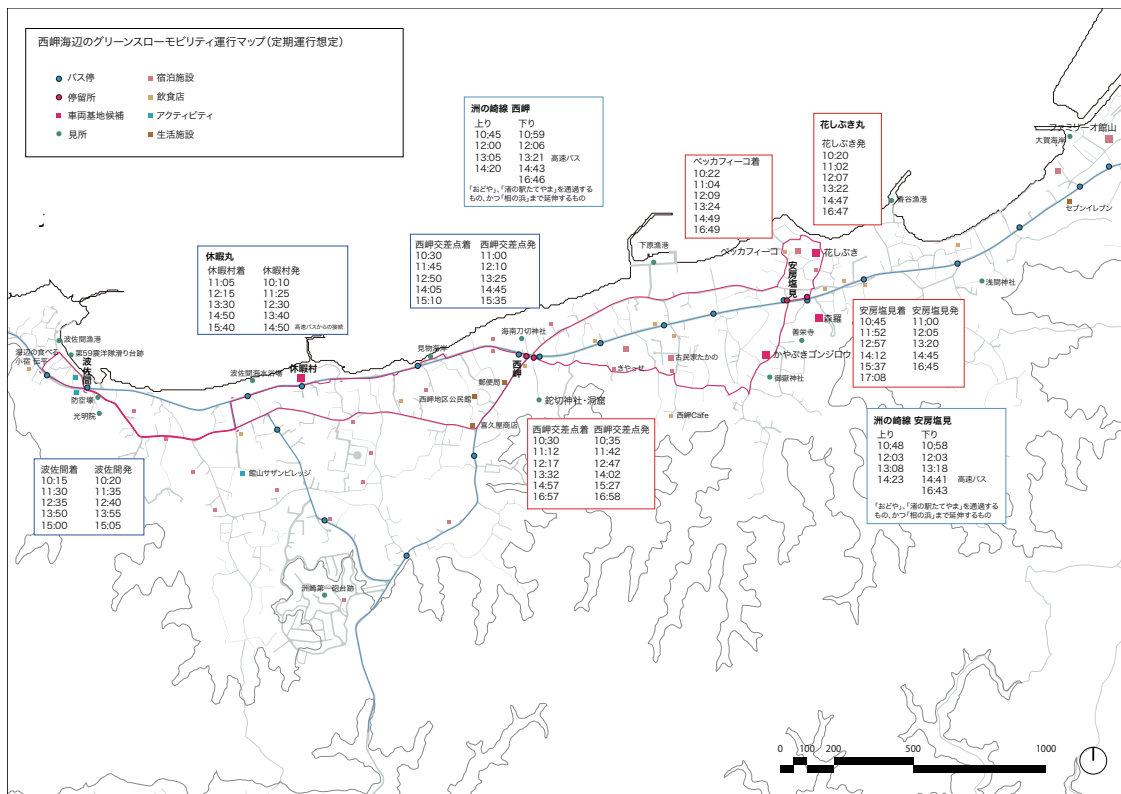 西岬海辺のグリーンスローモビリティ運行マップ(定期運行想定)
バス停
宿泊施設
停留所
飲食店
車両基地候補
アクティビティ
見所
生活施設
洲の崎線 西岬
上り 下り
10:45 10:59
12:00 12:06
13:05 13:21 高速バス
14:20 14:43
16:46
「おどや」、「渚の駅たてやま」を通過する
もの、かつ「相の浜」まで延伸するもの
ペッカフィーコ着
10:22
11:04
12:09
13:24
14:49
16:49
花しぶき丸
花しぶき発
10:20
11:02
12:07
13:22
14:47
16:47
ファミリーオ館山
大賀海岸
セブンイレブン
香谷漁港
浅間神社
休暇丸
休暇村着 休暇村発
11:05 10:10
12:15 11:25
13:30 12:30
14:50 13:40
15:40 14:50 高速バスからの接続
西岬交差点着 西岬交差点発
10:30 11:00
11:45 12:10
12:50 13:25
14:05 14:45
15:10 15:35
下原漁港
ペッカフィーコ
花しぶき
安房塩見
森羅
善栄寺
かやぶきゴンジロウ
御嶽神社
安房塩見着 安房塩見発
10:45 11:00
11:52 12:05
12:57 13:20
14:12 14:45
15:37 16:45
17:08
波佐間漁港
第59震洋隊滑り台跡
海辺の食べる
小宿 伝平
波佐間
防空壕
光明院
波佐間海水浴場
休暇村
見物海岸
海南刀切神社
西岬
郵便局
西岬地区公民館
喜久屋商店
鉈切神社・洞窟
きやっせ
古民家たかの
西岬Cafe
館山サザンビレッジ
洲崎第一砲台跡
波佐間着 波佐間発
10:15 10:20
11:30 11:35
12:35 12:40
13:50 13:55
15:00 15:05
西岬交差点着 西岬交差点発
10:30 10:35
11:12 11:42
12:17 12:47
13:32 14:02
14:57 15:27
16:57 16:58
洲の崎線 安房塩見
上り 下り
10:48 10:58
12:03 12:03
13:08 13:18
14:23 14:41 高速バス
16:43
「おどや」、「渚の駅たてやま」を通過する
もの、かつ「相の浜」まで延伸するもの
0 100 200 500 1000